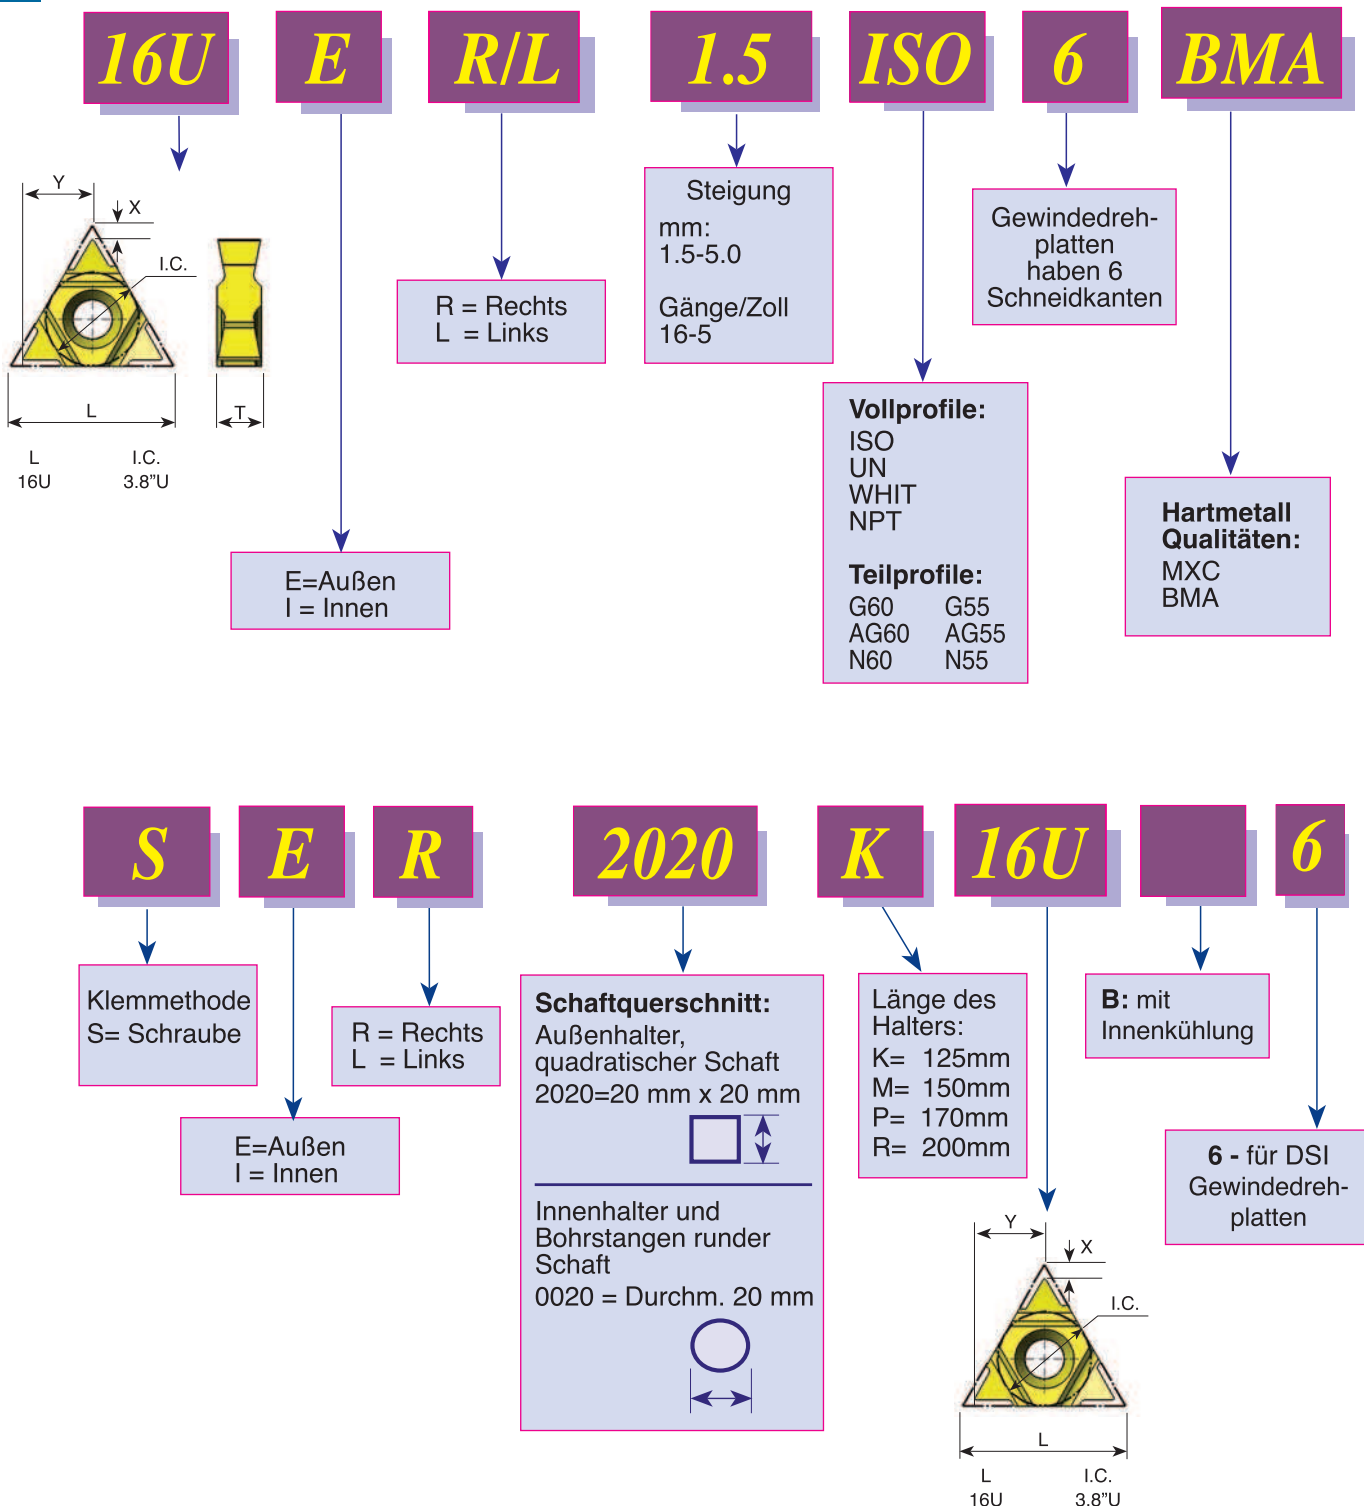 16U E R/L 1.5 ISO 6 BMA
Y
X
I.C.
L
T
L I.C.
16U 3.8”U
E=Außen
I = Innen
R = Rechts
L = Links
Steigung
mm:
1.5-5.0
Gänge/Zoll
16-5
Vollprofile:
ISO
UN
WHIT
NPT
Teilprofile:
G60 G55
AG60 AG55
N60 N55
Gewindedreh-
platten
haben 6
Schneidkanten
Hartmetall
Qualitäten:
MXC
BMA
S E R 2020 K 16U 6
Klemmethode
S= Schraube
E=Außen
I = Innen
R = Rechts
L = Links
Schaftquerschnitt:
Außenhalter,
quadratischer Schaft
2020=20 mm x 20 mm
Innenhalter und
Bohrstangen runder
Schaft
0020 = Durchm. 20 mm
Länge des
Halters:
K= 125mm
M= 150mm
P= 170mm
R= 200mm
Y
X
I.C.
L
L I.C.
16U 3.8”U
B: mit
Innenkühlung
6 - für DSI
Gewindedreh-
platten